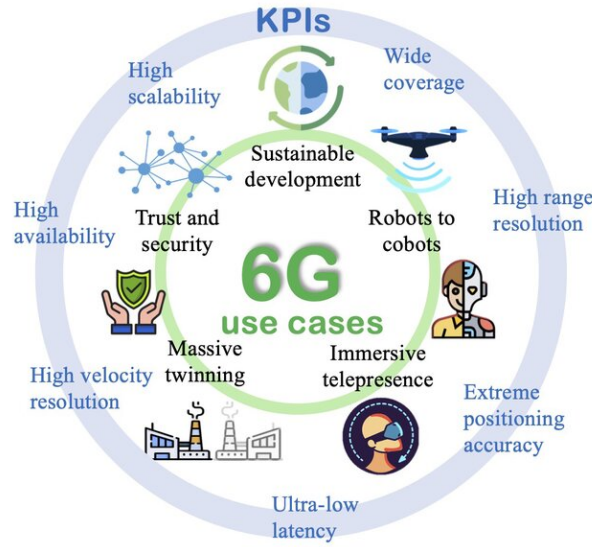 KPIs
High
scalability
Wide
coverage
Sustainable
development
High
availability
Trust and
security
Robots to
cobots
High range
resolution
6G
use cases
High velocity
resolution
Massive
twinning
Immersive
telepresence
Extreme
positioning
accuracy
Ultra-low
latency